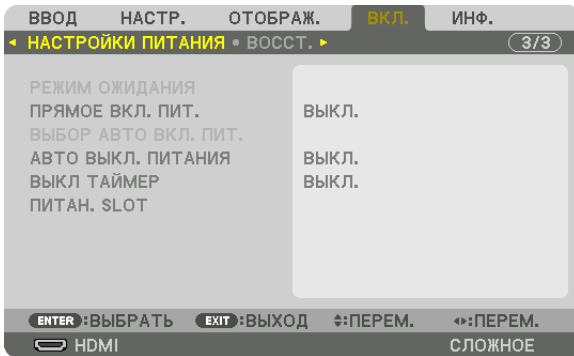 ВВОД НАСТР. ОТОБРАЖ. ВКЛ. ИНФ.
НАСТРОЙКИ ПИТАНИЯ • ВОССТ. 3/3
РЕЖИМ ОЖИДАНИЯ
ПРЯМОЕ ВКЛ. ПИТ. ВЫКЛ.
ВЫБОР АВТО ВКЛ. ПИТ.
АВТО ВЫКЛ. ПИТАНИЯ ВЫКЛ.
ВЫКЛ ТАЙМЕР ВЫКЛ.
ПИТАН. SLOT
ENTER :ВЫБРАТЬ EXIT :ВЫХОД :ПЕРЕМ. :ПЕРЕМ.
HDMI СЛОЖНОЕ